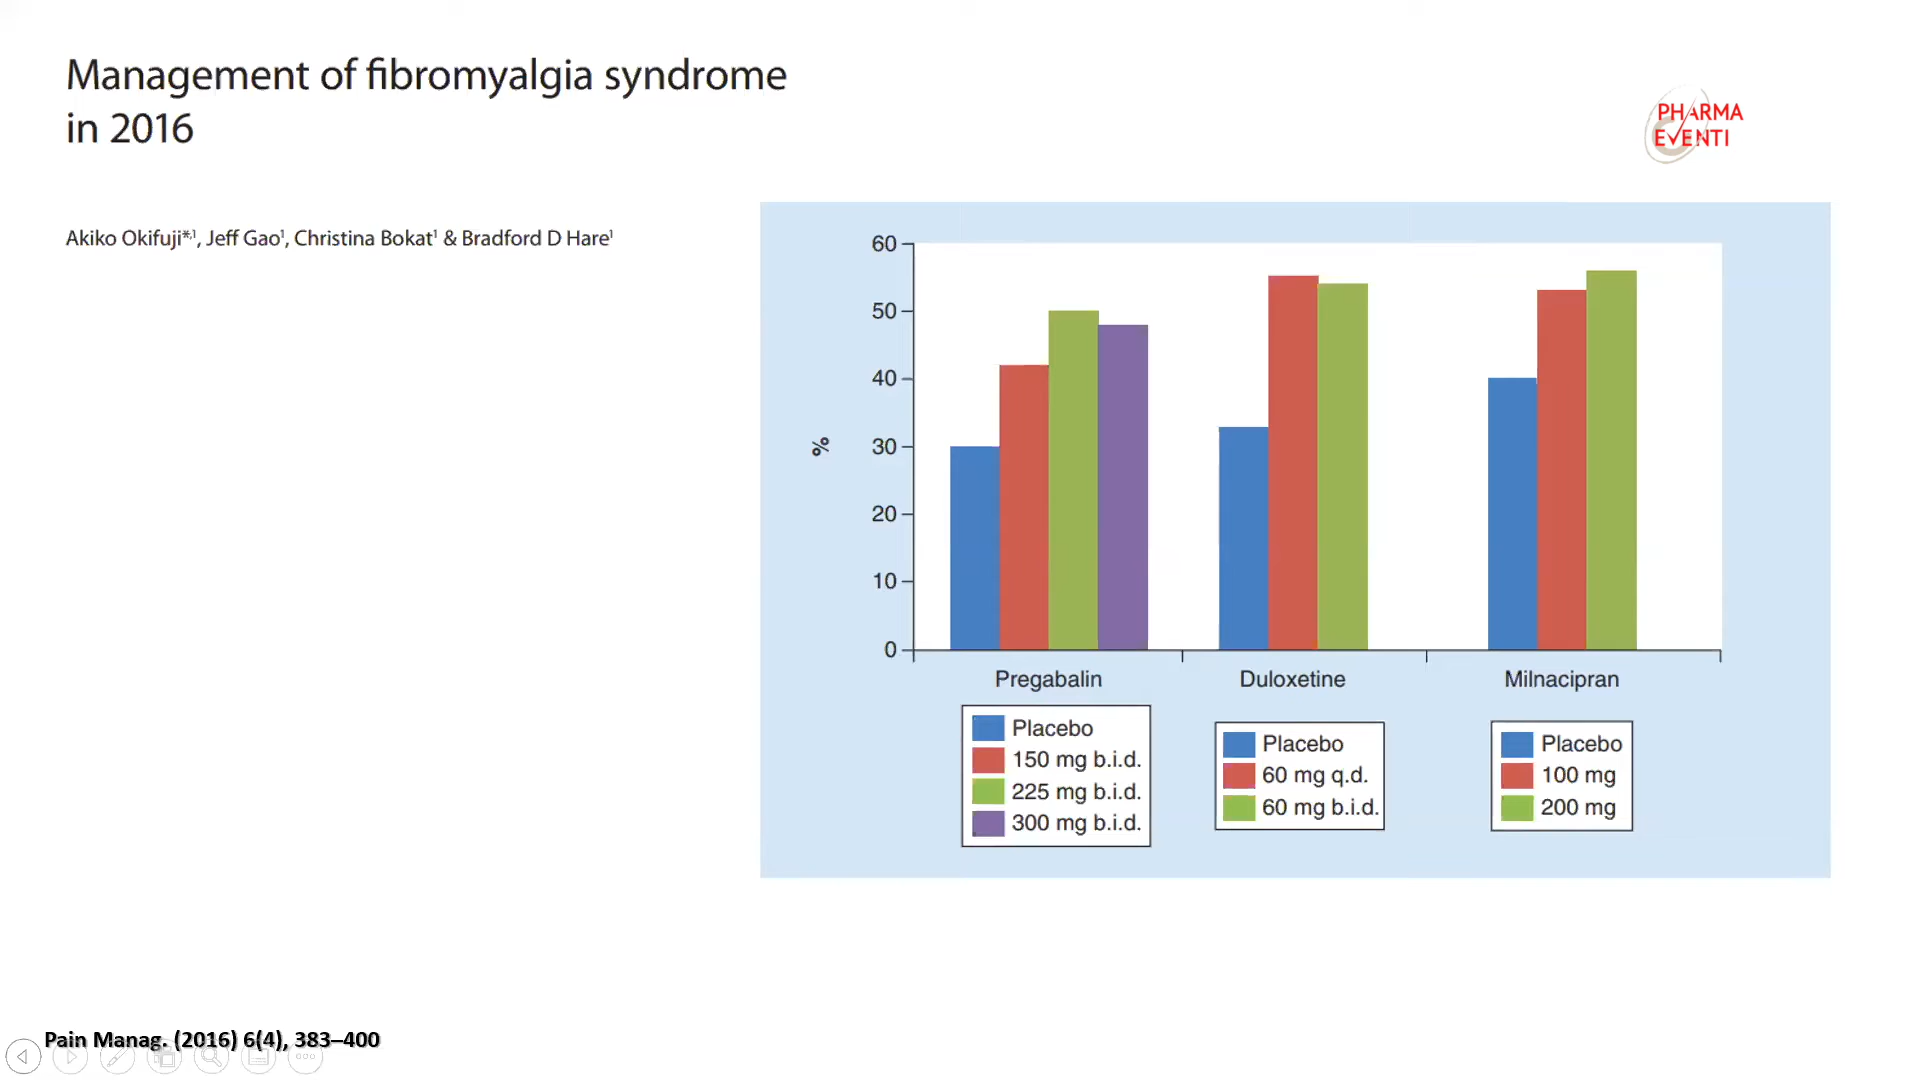 Management of fibromyalgia syndrome
in 2016
PHARMA
EVENTI
Akiko Okifuji*,1, Jeff Gao1, Christina Bokat1 & Bradford D Hare1
60
50
40
30
20
10
0
%
Pregabalin
Duloxetine
Milnacipran
Placebo
150 mg b.i.d.
225 mg b.i.d.
300 mg b.i.d.
Placebo
60 mg q.d.
60 mg b.i.d.
Placebo
100 mg
200 mg
Pain Manag. (2016) 6(4), 383–400